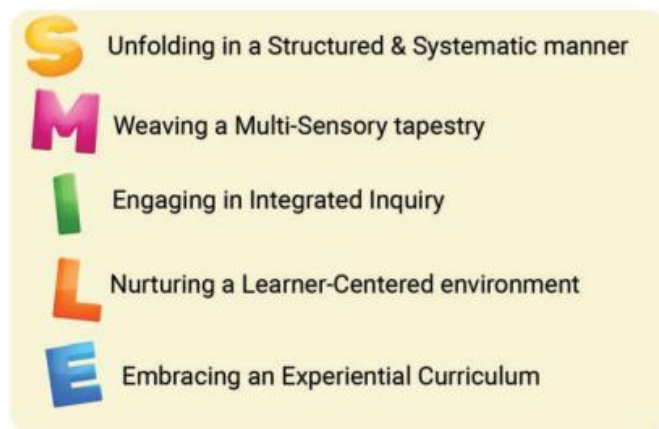 S Unfolding in a Structured & Systematic manner
M Weaving a Multi-Sensory tapestry
I Engaging in Integrated Inquiry
L Nurturing a Learner-Centered environment
E Embracing an Experiential Curriculum